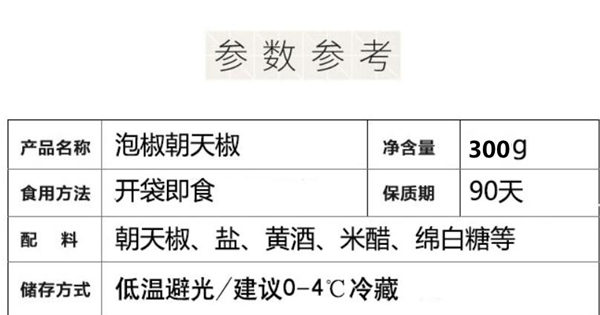 参数参考
产品名称 泡椒朝天椒 净含量 300g
食用方法 开袋即食 保质期 90天
配 料 朝天椒、盐、黄酒、米醋、绵白糖等
储存方式 低温避光/建议0-4℃冷藏